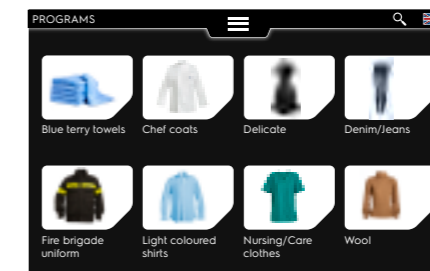 PROGRAMS
Blue terry towels Chef coats Delicate Denim/Jeans
Fire brigade uniform Light coloured shirts Nursing/Care clothes Wool